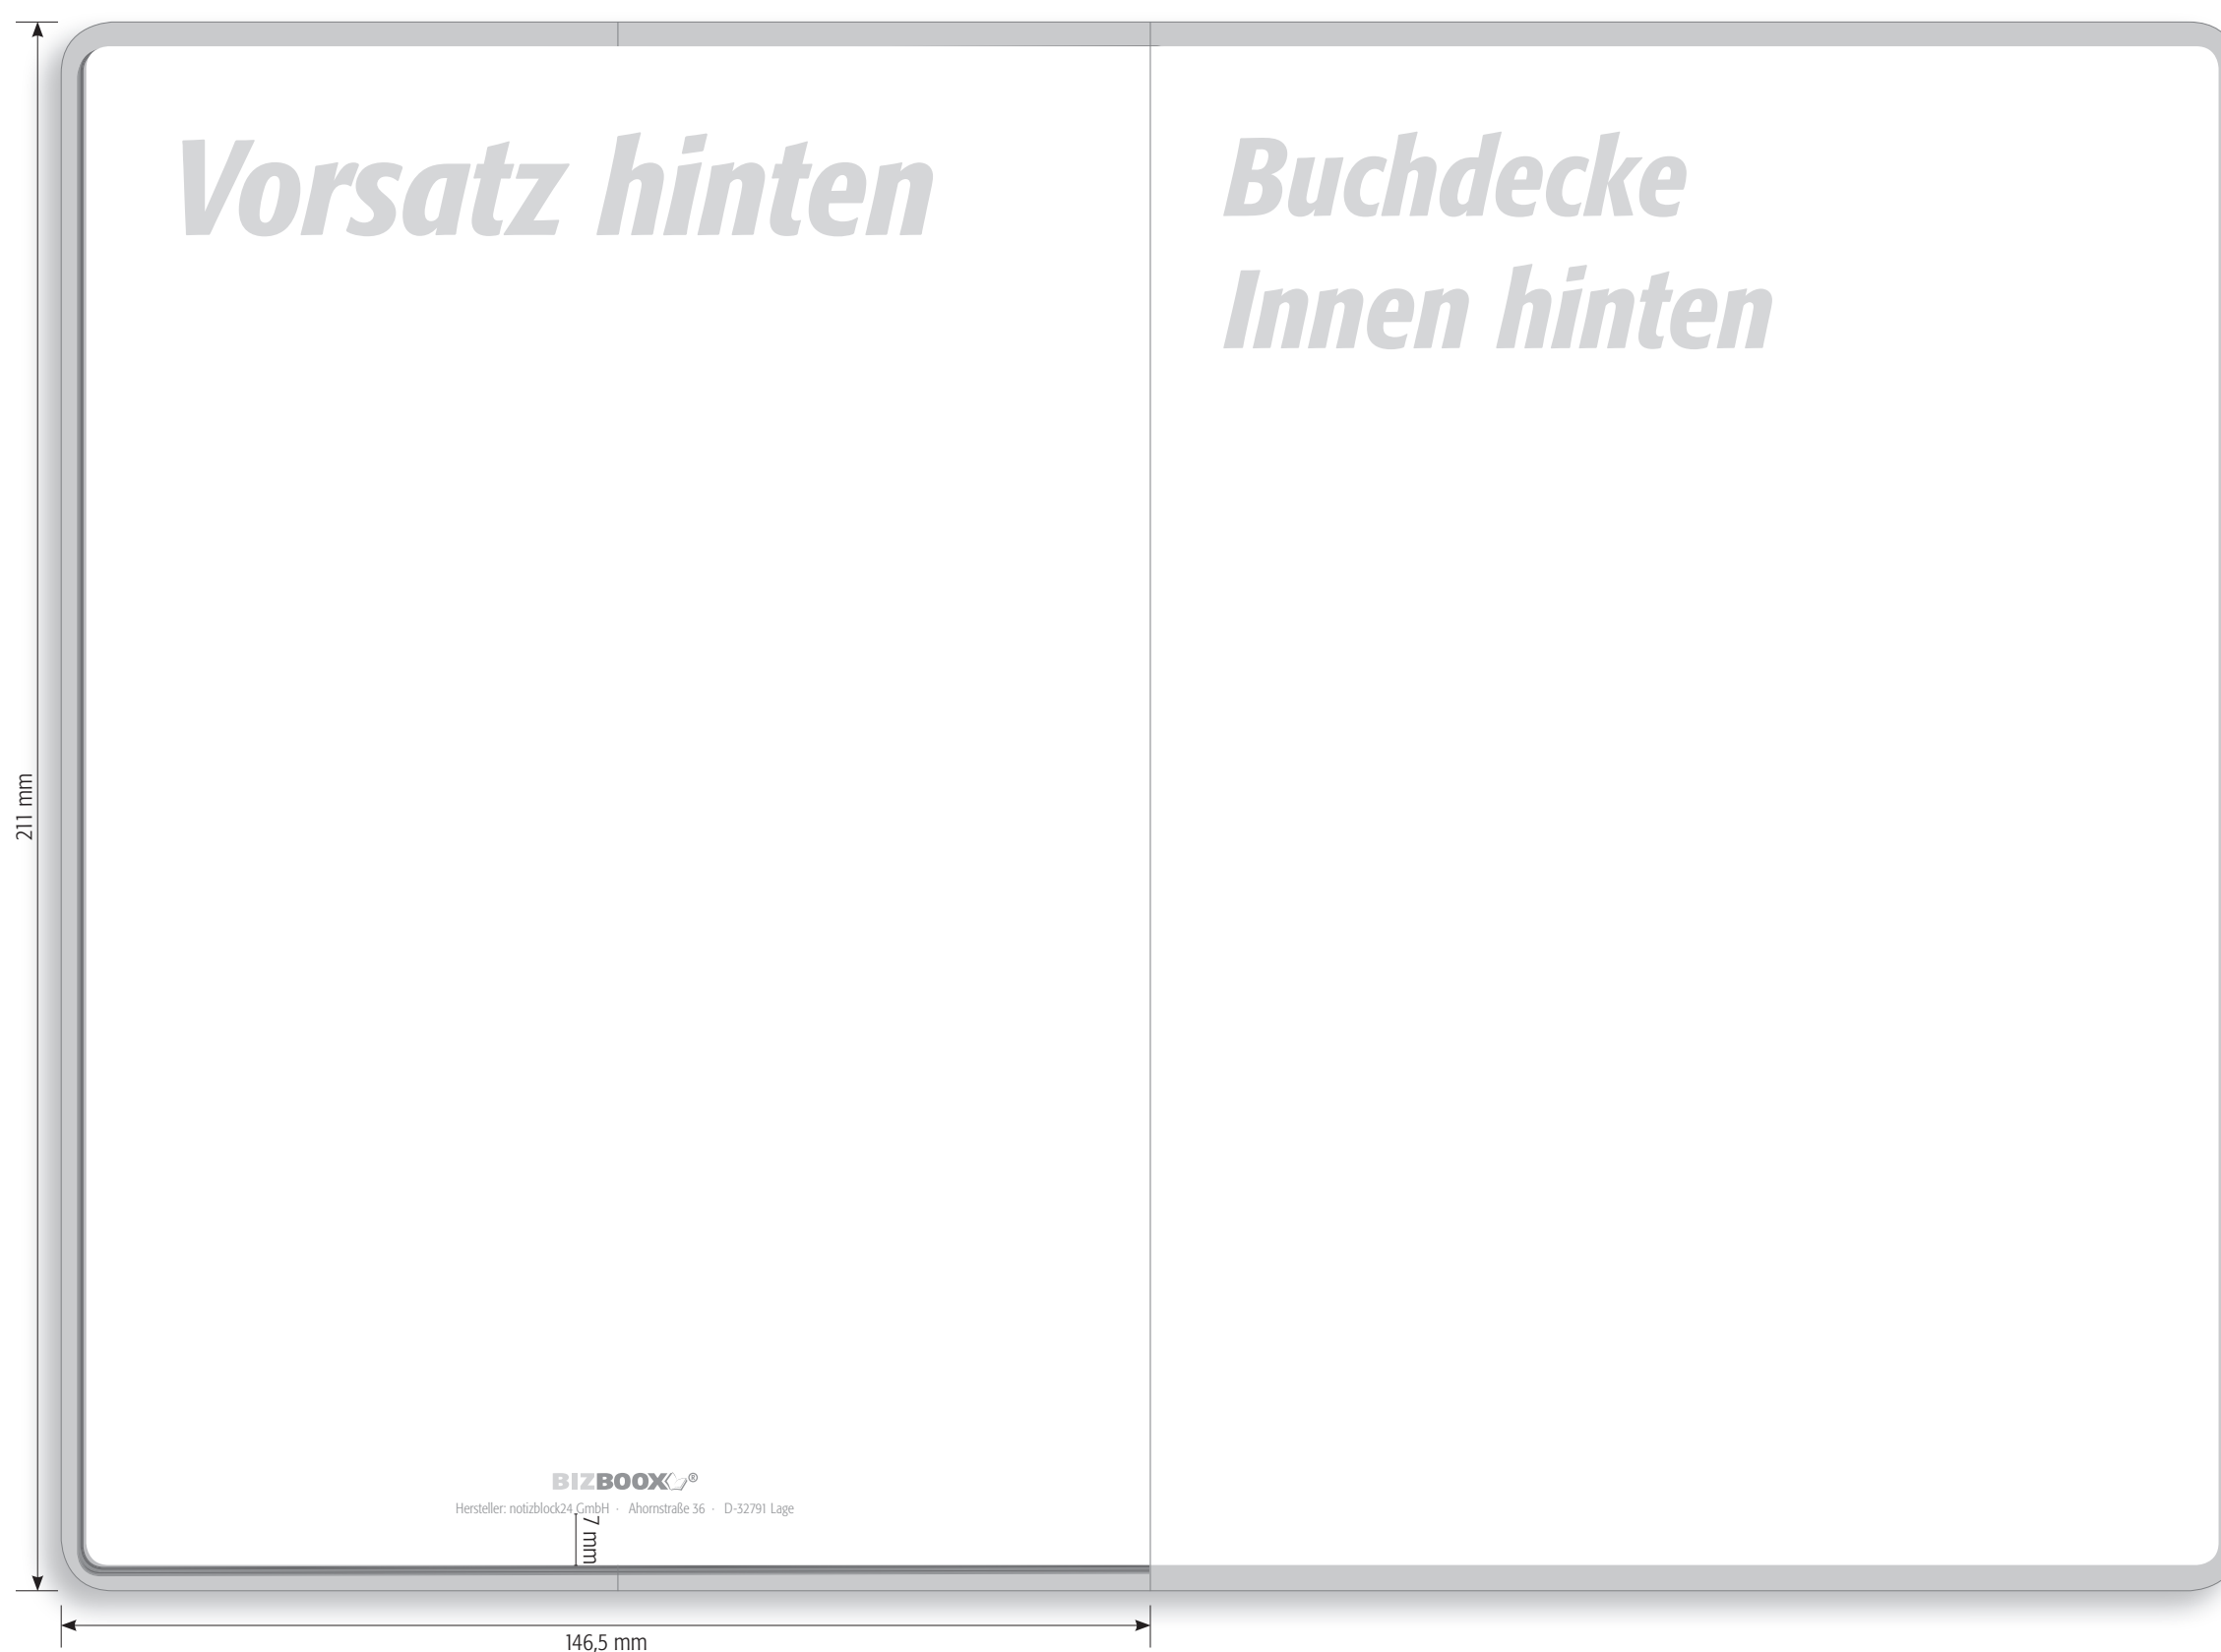 Vorsatz hinten
Buchdecke
Innen hinten
211 mm
BIZBOOX®
Hersteller: notizblock24 GmbH · Ahornstraße 36 · D-32791 Lage
7 mm
146,5 mm